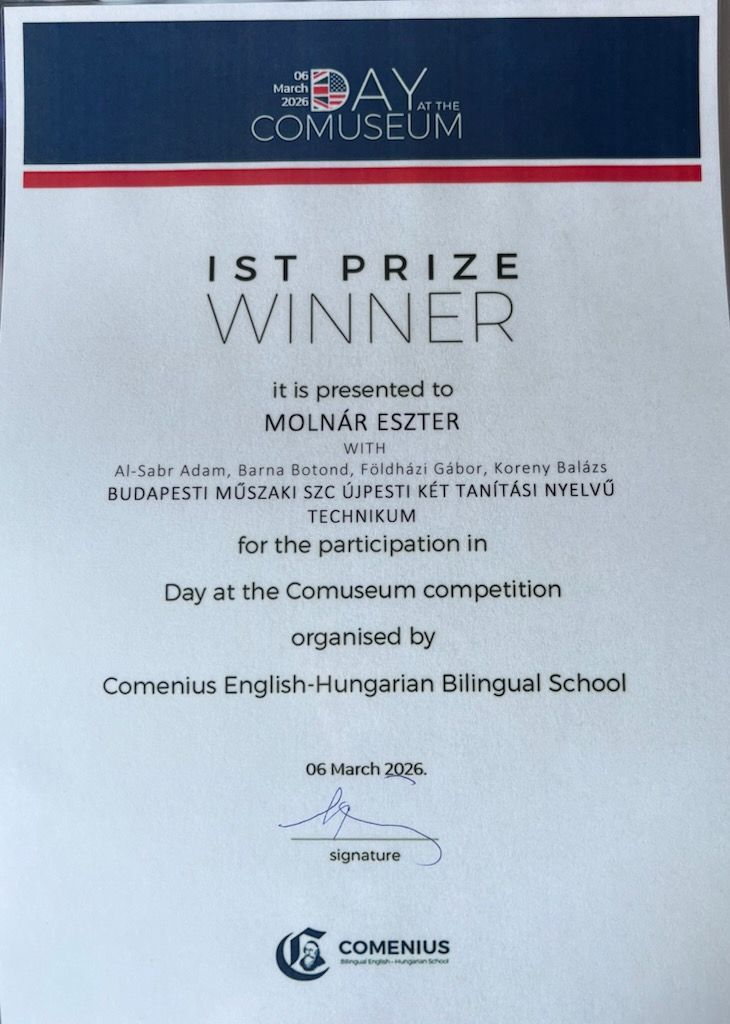 06
March
2026
DAY
AT THE
COMUSEUM
1ST PRIZE
WINNER
it is presented to
MOLNÁR ESZTER
WITH
Al-Sabr Adam, Barna Botond, Földházi Gábor, Koreny Balázs
BUDAPESTI MŰSZAKI SZC ÚJPESTI KÉT TANÍTÁSI NYELVŰ
TECHNIKUM
for the participation in
Day at the Comuseum competition
organised by
Comenius English-Hungarian Bilingual School
06 March 2026.
signature
COMENIUS
Bilingual English - Hungarian School